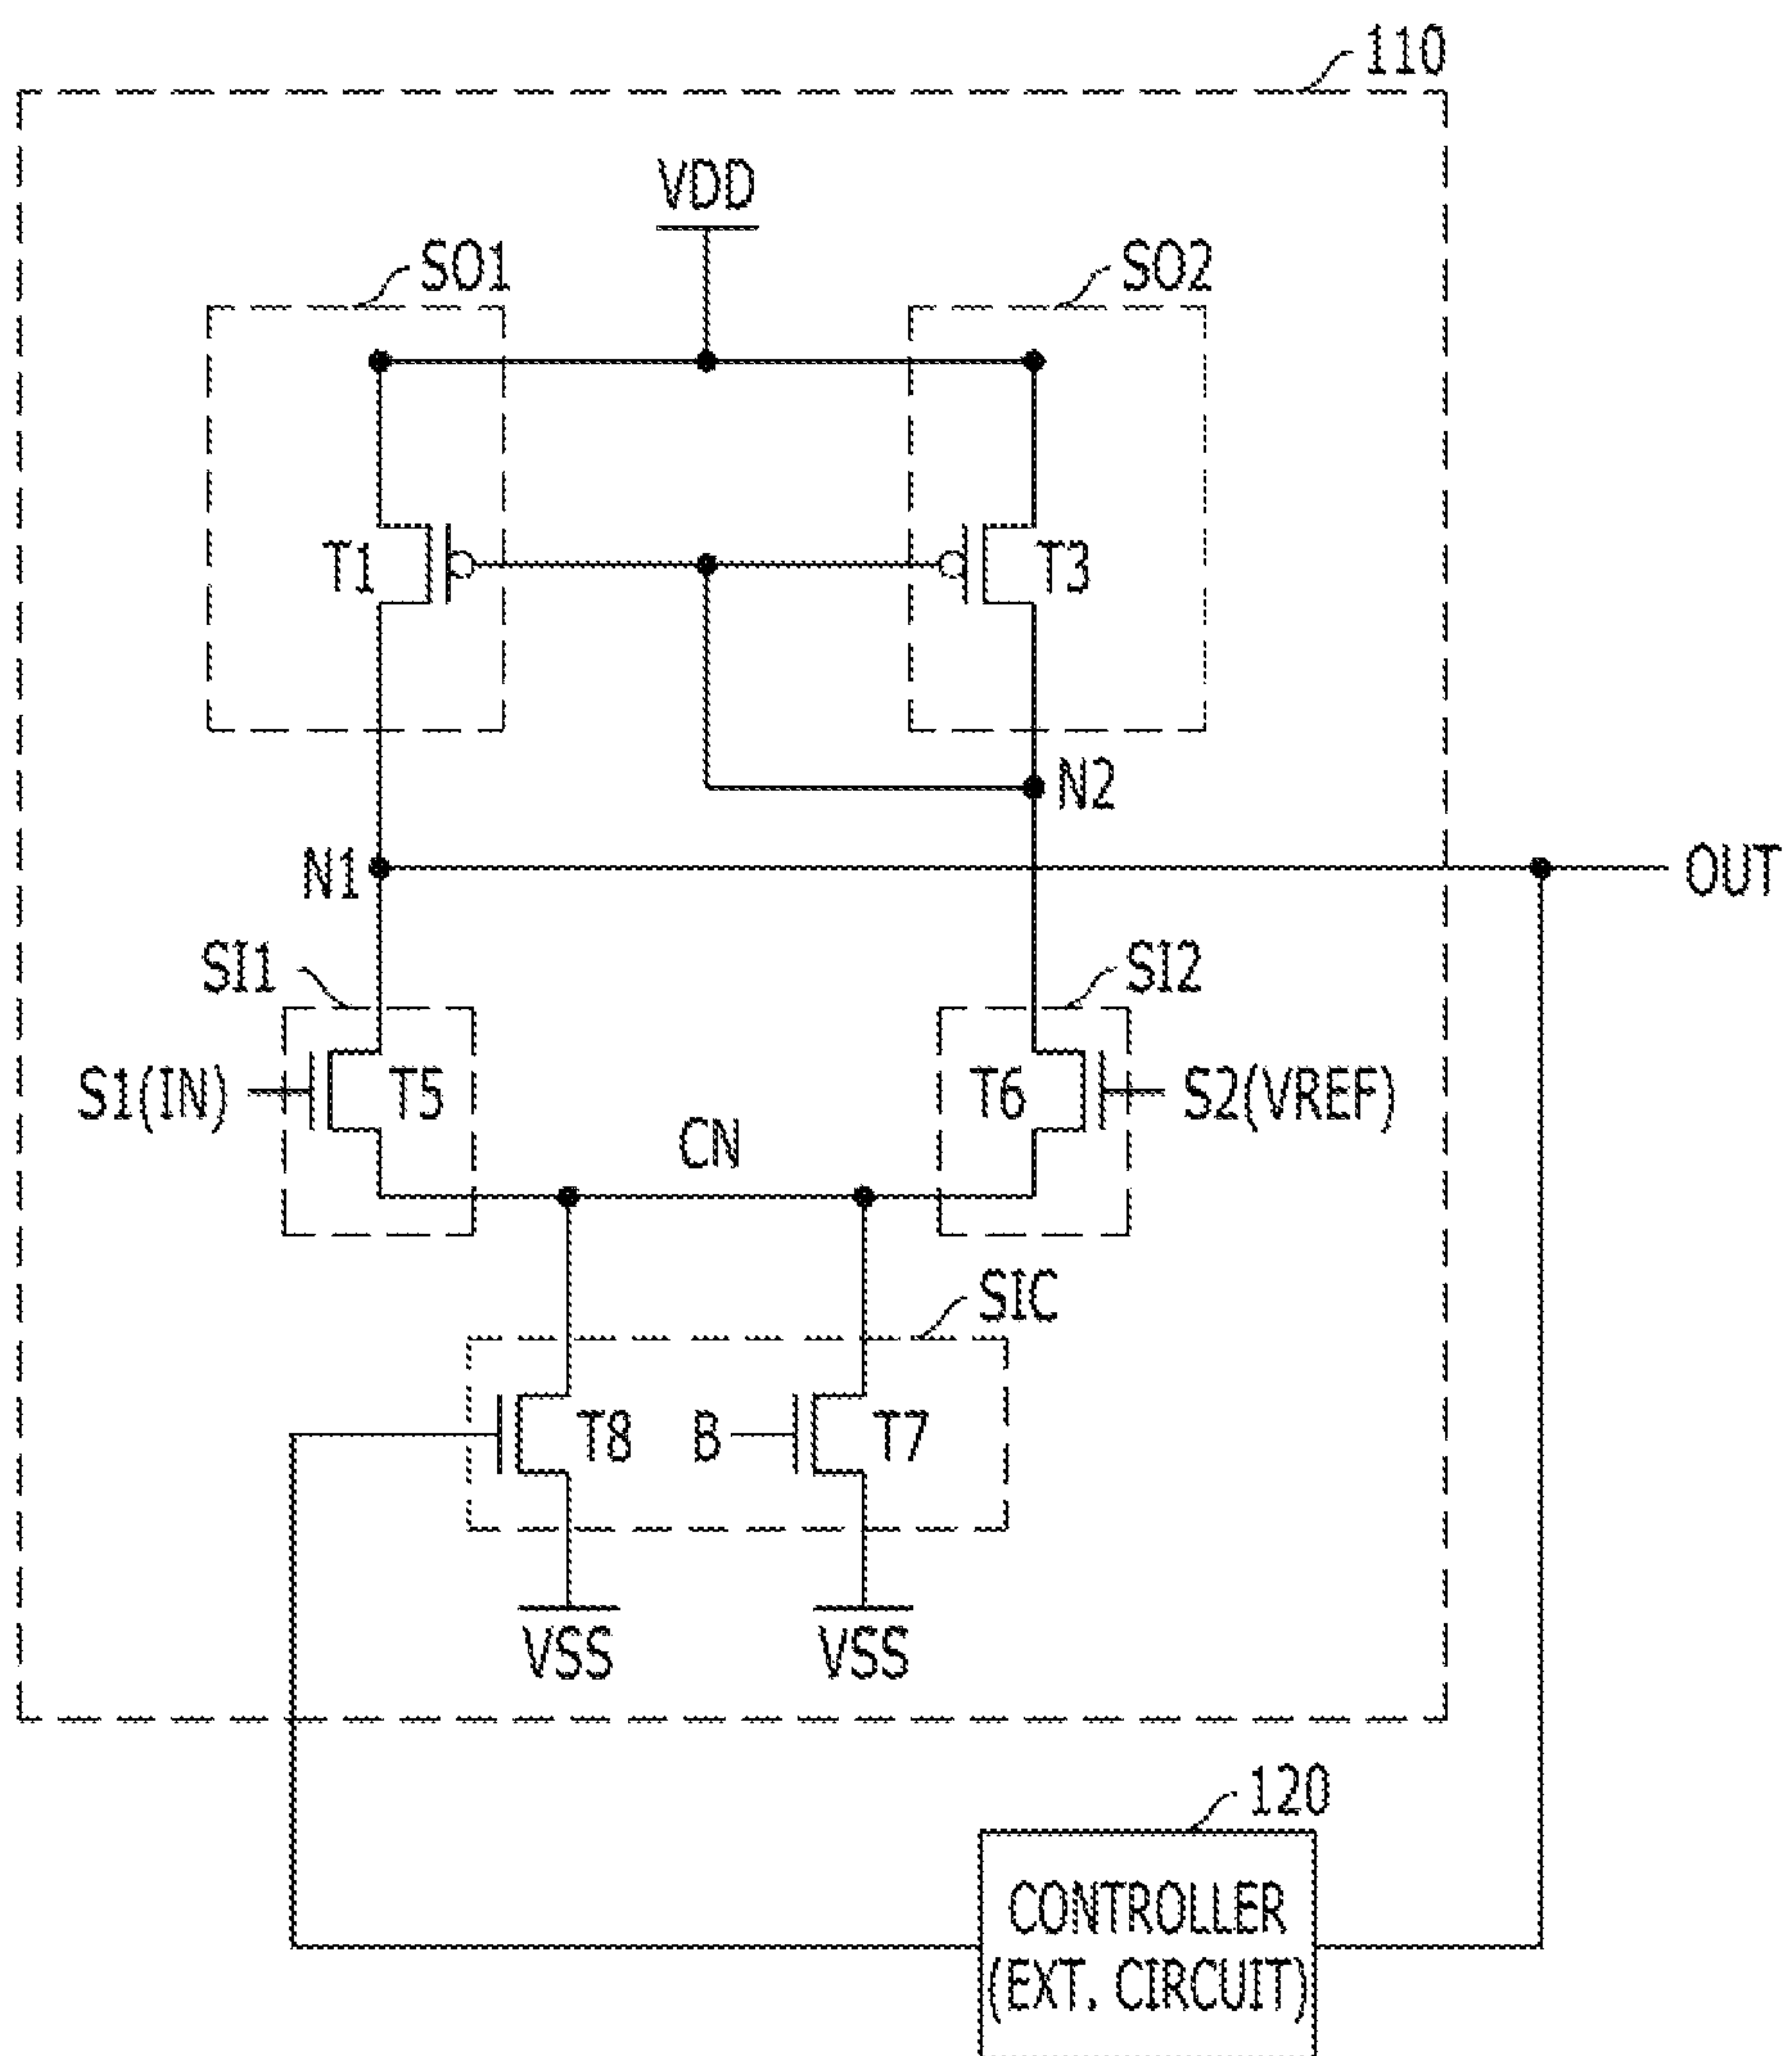 110
VDD
SO1
SO2
T1
T3
N2
N1
OUT
SI1
SI2
S1(IN)
T5
T6
S2(VREF)
CN
SIC
T8
B
T7
VSS
VSS
120
CONTROLLER
(EXT. CIRCUIT)